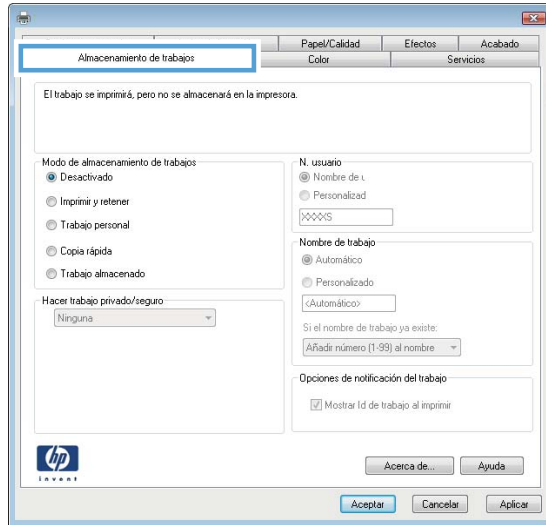 Papel/Calidad
Efectos
Acabado
Almacenamiento de trabajos
Color
Servicios
El trabajo se imprimirá, pero no se almacenará en la impresora.
Modo de almacenamiento de trabajos
Desactivado
Imprimir y retener
Trabajo personal
Copia rápida
Trabajo almacenado
Hacer trabajo privado/seguro
Ninguna
N. usuario
Nombre de
Personalizad
Nombre de trabajo
Automático
Personalizado
<Automático>
Si el nombre de trabajo ya existe:
Añadir número (1-99) al nombre
Opciones de notificación del trabajo
Mostrar Id de trabajo al imprimir
hp
invent
Acerca de...
Ayuda
Aceptar
Cancelar
Aplicar